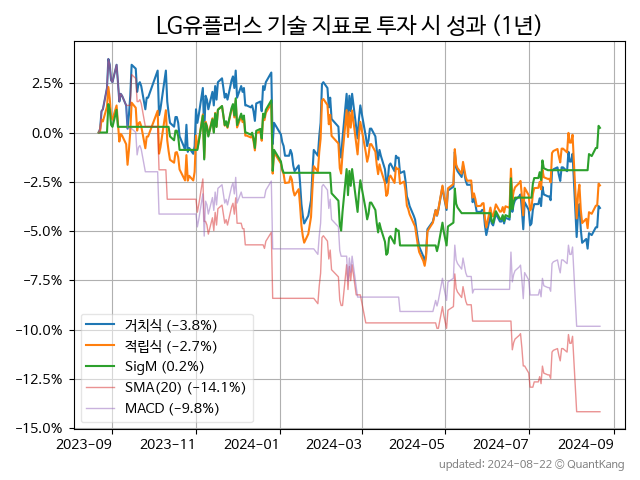 LG유플러스 기술 지표로 투자 시 성과 (1년)
2.5%
0.0%
−2.5%
−5.0%
−7.5%
−10.0%
−12.5%
−15.0%
거치식 (−3.8%)
적립식 (−2.7%)
SigM (0.2%)
SMA(20) (−14.1%)
MACD (−9.8%)
2023-09 2023-11 2024-01 2024-03 2024-05 2024-07 2024-09
updated: 2024-08-22 © QuantKang